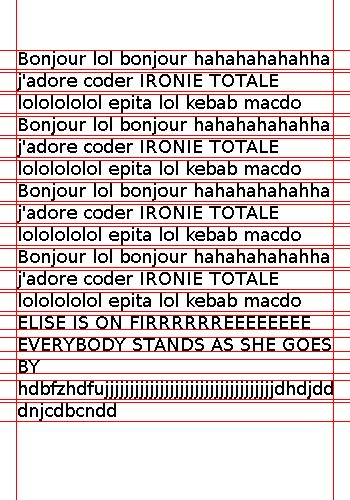 Bonjour lol bonjour hahahahahahha
j'adore coder IRONIE TOTALE
lolololololol epita lol kebab macdo
Bonjour lol bonjour hahahahahahha
j'adore coder IRONIE TOTALE
lolololololol epita lol kebab macdo
Bonjour lol bonjour hahahahahahha
j'adore coder IRONIE TOTALE
lolololololol epita lol kebab macdo
Bonjour lol bonjour hahahahahahha
j'adore coder IRONIE TOTALE
lolololololol epita lol kebab macdo
ELISE IS ON FIRRRRRREEEEEEEE
EVERYBODY STANDS AS SHE GOES
BY
hdbfzhdfujjjjjjjjjjjjjjjjjjjjjjjjjjjjjjjjjjdhdjdd
dnjcdbcndd